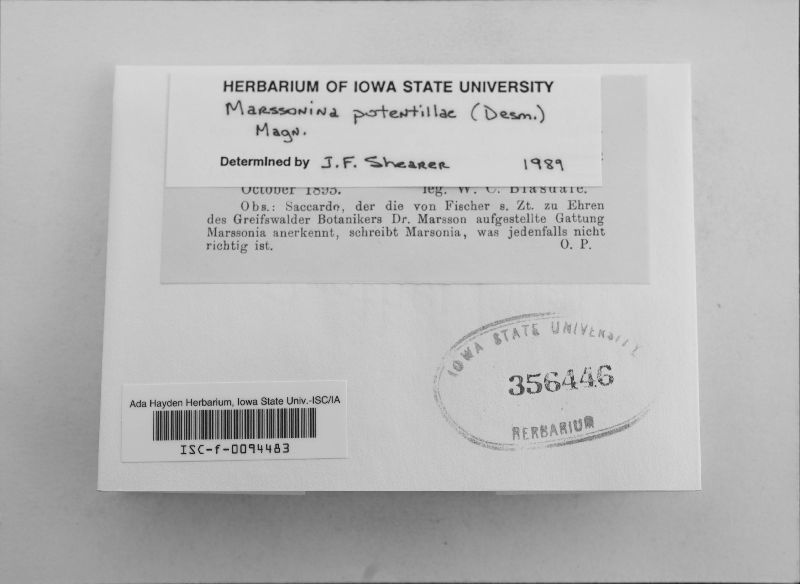 HERBARIUM OF IOWA STATE UNIVERSITY
Marssonina potentillae (Desm.)
Magn.
Determined by J.F. Shearer 1989
October 1895. leg. W. C. Blasdale.
Obs.: Saccardo, der die von Fischer s. Zt. zu Ehren
des Greifswalder Botanikers Dr. Marsson aufgestellte Gattung
Marssonia anerkennt, schreibt Marsonia, was jedenfalls nicht
richtig ist. O. P.
IOWA STATE UNIVERSITY
356446
HERBARIUM
Ada Hayden Herbarium, Iowa State Univ.-ISC/IA
ISC-f-0094483